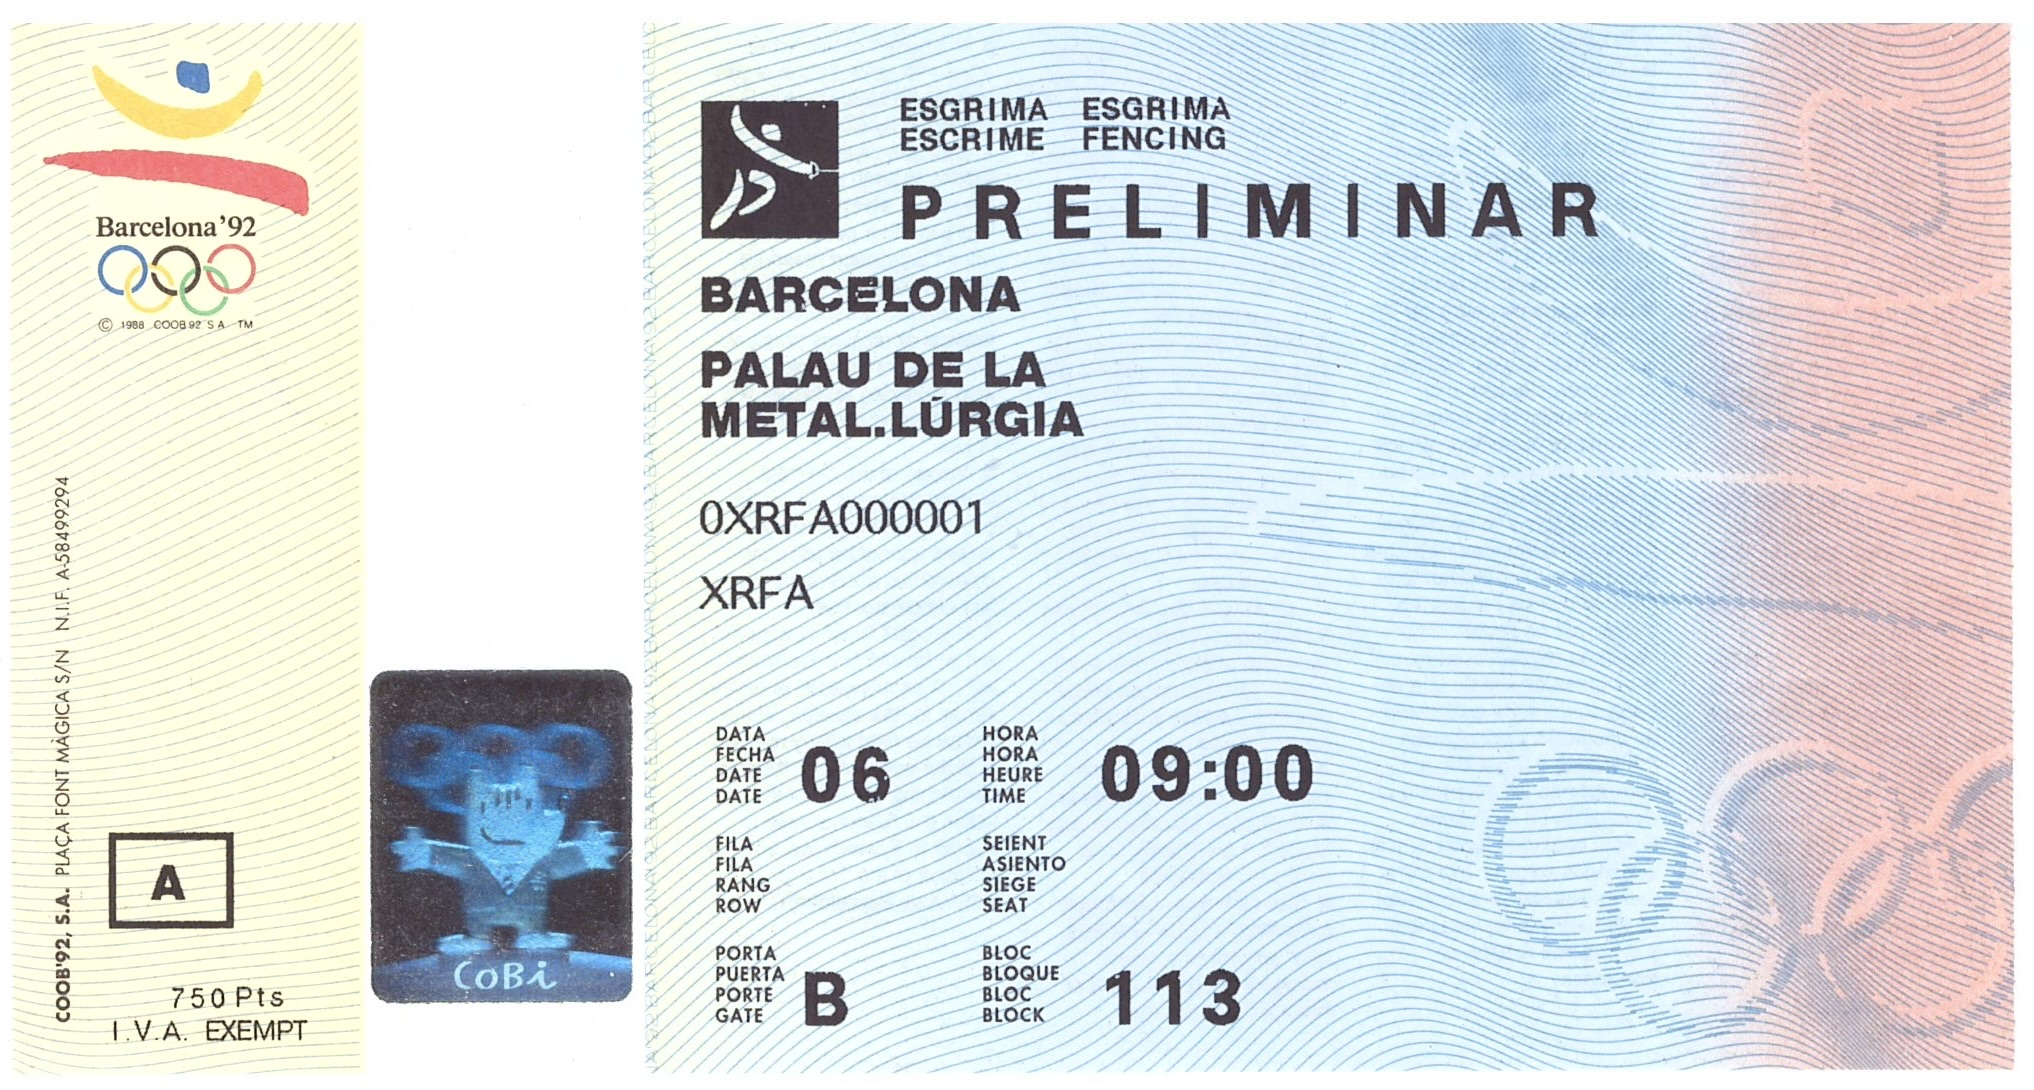 Barcelona '92
© 1988 COOB 92 S A TM
COOB'92, S.A. PLAÇA FONT MÀGICA S/N N.I.F. A-58499294
A
750 Pts
I.V.A. EXEMPT
CoBi
ESGRIMA ESGRIMA
ESCRIME FENCING
PRELIMINAR
BARCELONA
PALAU DE LA
METAL.LÚRGIA
0XRFA000001
XRFA
DATA
FECHA
DATE
DATE
06
HORA
HORA
HEURE
TIME
09:00
FILA
FILA
RANG
ROW
SEIENT
ASIENTO
SIEGE
SEAT
PORTA
PUERTA
PORTE
GATE
B
BLOC
BLOQUE
BLOC
BLOCK
113